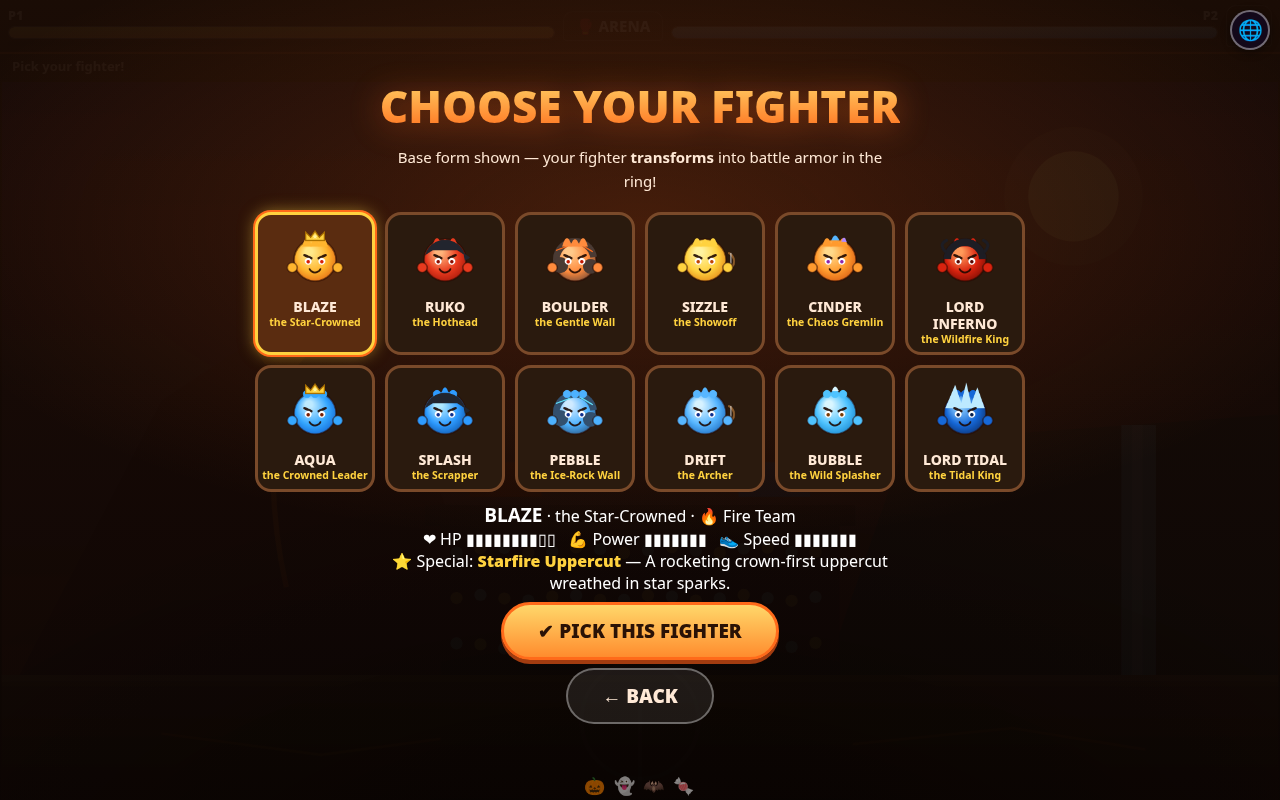 P1
ARENA
P2
Pick your fighter!
CHOOSE YOUR FIGHTER
Base form shown — your fighter transforms into battle armor in the
ring!
BLAZE
the Star-Crowned
RUKO
the Hothead
BOULDER
the Gentle Wall
SIZZLE
the Showoff
CINDER
the Chaos Gremlin
LORD
INFERNO
the Wildfire King
AQUA
the Crowned Leader
SPLASH
the Scrapper
PEBBLE
the Ice-Rock Wall
DRIFT
the Archer
BUBBLE
the Wild Splasher
LORD TIDAL
the Tidal King
BLAZE · the Star-Crowned · 🔥 Fire Team
❤ HP ▮▮▮▮▮▮▮▮▯▯ 💪 Power ▮▮▮▮▮▮▮ 👟 Speed ▮▮▮▮▮▮▮
⭐ Special: Starfire Uppercut — A rocketing crown-first uppercut
wreathed in star sparks.
✔ PICK THIS FIGHTER
← BACK